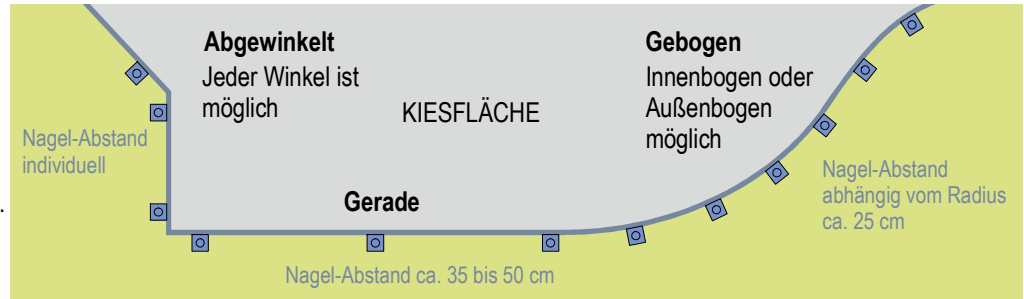 Abgewinkelt
Jeder Winkel ist
möglich
KIESFLÄCHE
Gebogen
Innenbogen oder
Außenbogen
möglich
Nagel-Abstand
individuell
Nagel-Abstand
abhängig vom Radius
ca. 25 cm
.
Gerade
Nagel-Abstand ca. 35 bis 50 cm